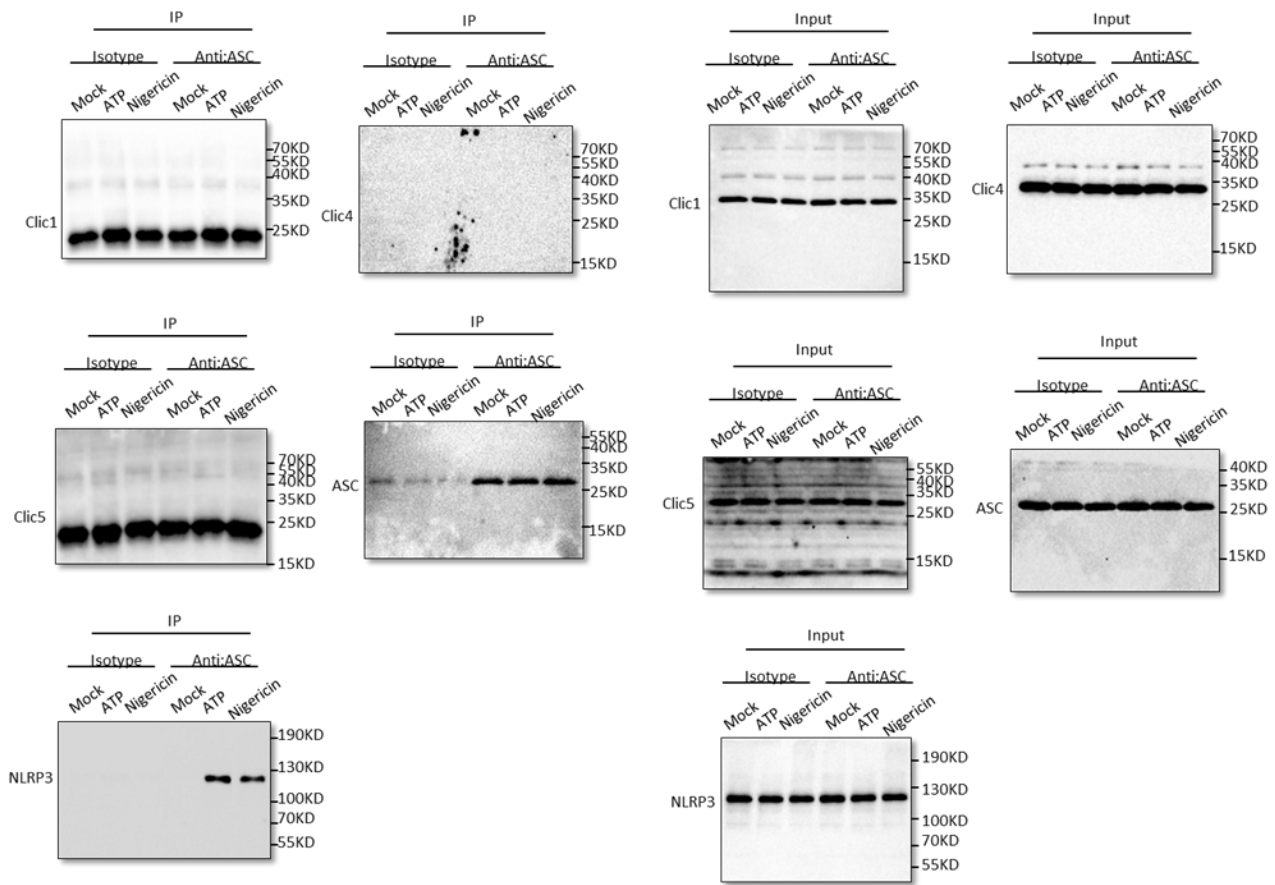 IP
Isotype Anti:ASC
Mock ATP Nigericin Mock ATP Nigericin
Clic1
70KD
55KD
40KD
35KD
25KD
IP
Isotype Anti:ASC
Mock ATP Nigericin Mock ATP Nigericin
Clic4
70KD
55KD
40KD
35KD
25KD
15KD
Input
Isotype Anti:ASC
Mock ATP Nigericin Mock ATP Nigericin
Clic1
70KD
55KD
40KD
35KD
25KD
15KD
Input
Isotype Anti:ASC
Mock ATP Nigericin Mock ATP Nigericin
Clic4
70KD
55KD
40KD
35KD
25KD
15KD
IP
Isotype Anti:ASC
Mock ATP Nigericin Mock ATP Nigericin
Clic5
70KD
55KD
40KD
35KD
25KD
15KD
IP
Isotype Anti:ASC
Mock ATP Nigericin Mock ATP Nigericin
ASC
55KD
40KD
35KD
25KD
15KD
Input
Isotype Anti:ASC
Mock ATP Nigericin Mock ATP Nigericin
Clic5
55KD
40KD
35KD
25KD
15KD
Input
Isotype Anti:ASC
Mock ATP Nigericin Mock ATP Nigericin
ASC
40KD
35KD
25KD
15KD
IP
Isotype Anti:ASC
Mock ATP Nigericin Mock ATP Nigericin
NLRP3
190KD
130KD
100KD
70KD
55KD
Input
Isotype Anti:ASC
Mock ATP Nigericin Mock ATP Nigericin
NLRP3
190KD
130KD
100KD
70KD
55KD